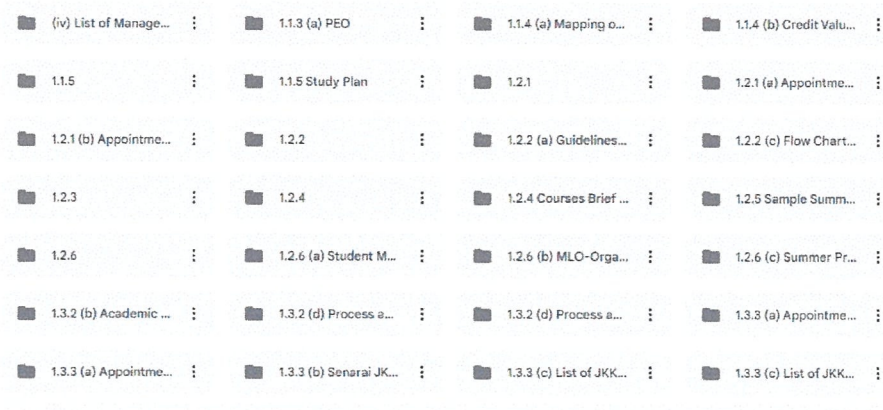 (iv) List of Manage...
1.1.3 (a) PEO
1.1.4 (a) Mapping o...
1.1.4 (b) Credit Valu...
1.1.5
1.1.5 Study Plan
1.2.1
1.2.1 (a) Appointme...
1.2.1 (b) Appointme...
1.2.2
1.2.2 (a) Guidelines...
1.2.2 (c) Flow Chart...
1.2.3
1.2.4
1.2.4 Courses Brief ...
1.2.5 Sample Summ...
1.2.6
1.2.6 (a) Student M...
1.2.6 (b) MLO-Orga...
1.2.6 (c) Summer Pr...
1.3.2 (b) Academic ...
1.3.2 (d) Process a...
1.3.2 (d) Process a...
1.3.3 (a) Appointme...
1.3.3 (a) Appointme...
1.3.3 (b) Senarai JK...
1.3.3 (c) List of JKK...
1.3.3 (c) List of JKK...